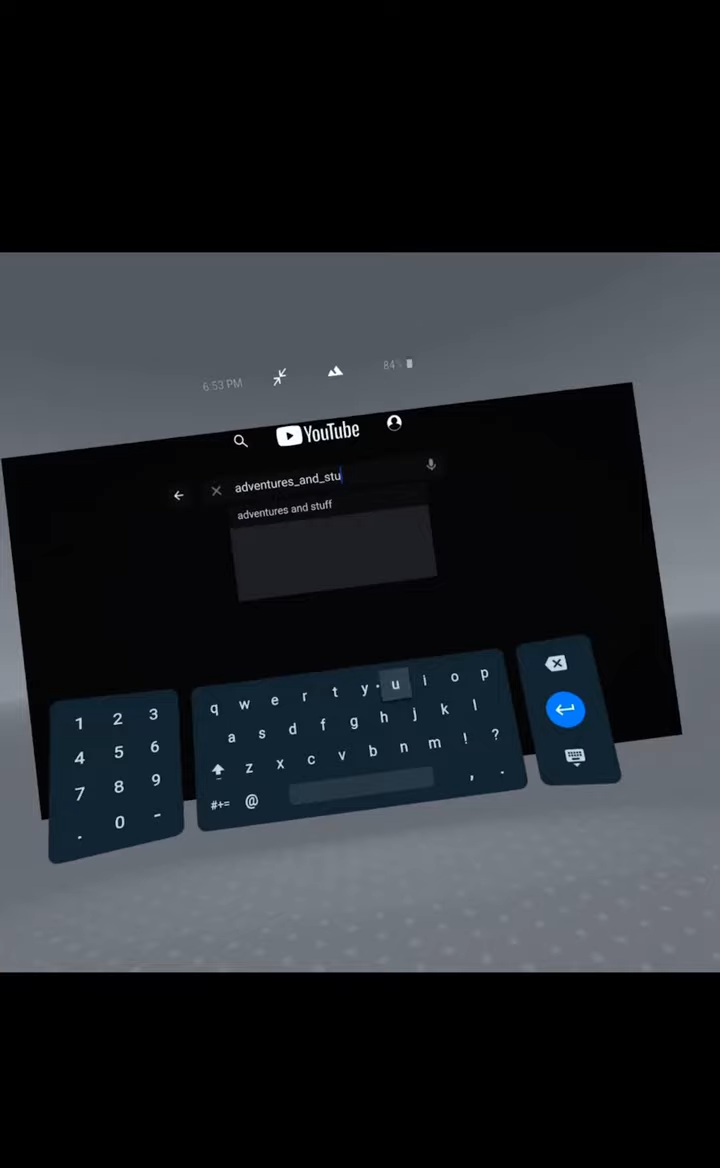 6:53 PM
84%
YouTube
adventures_and_stu
adventures and stuff
1 2 3
4 5 6
7 8 9
. 0 -
q w e r t y u i o p
a s d f g h j k l
z x c v b n m ! ?
#+= @ , .